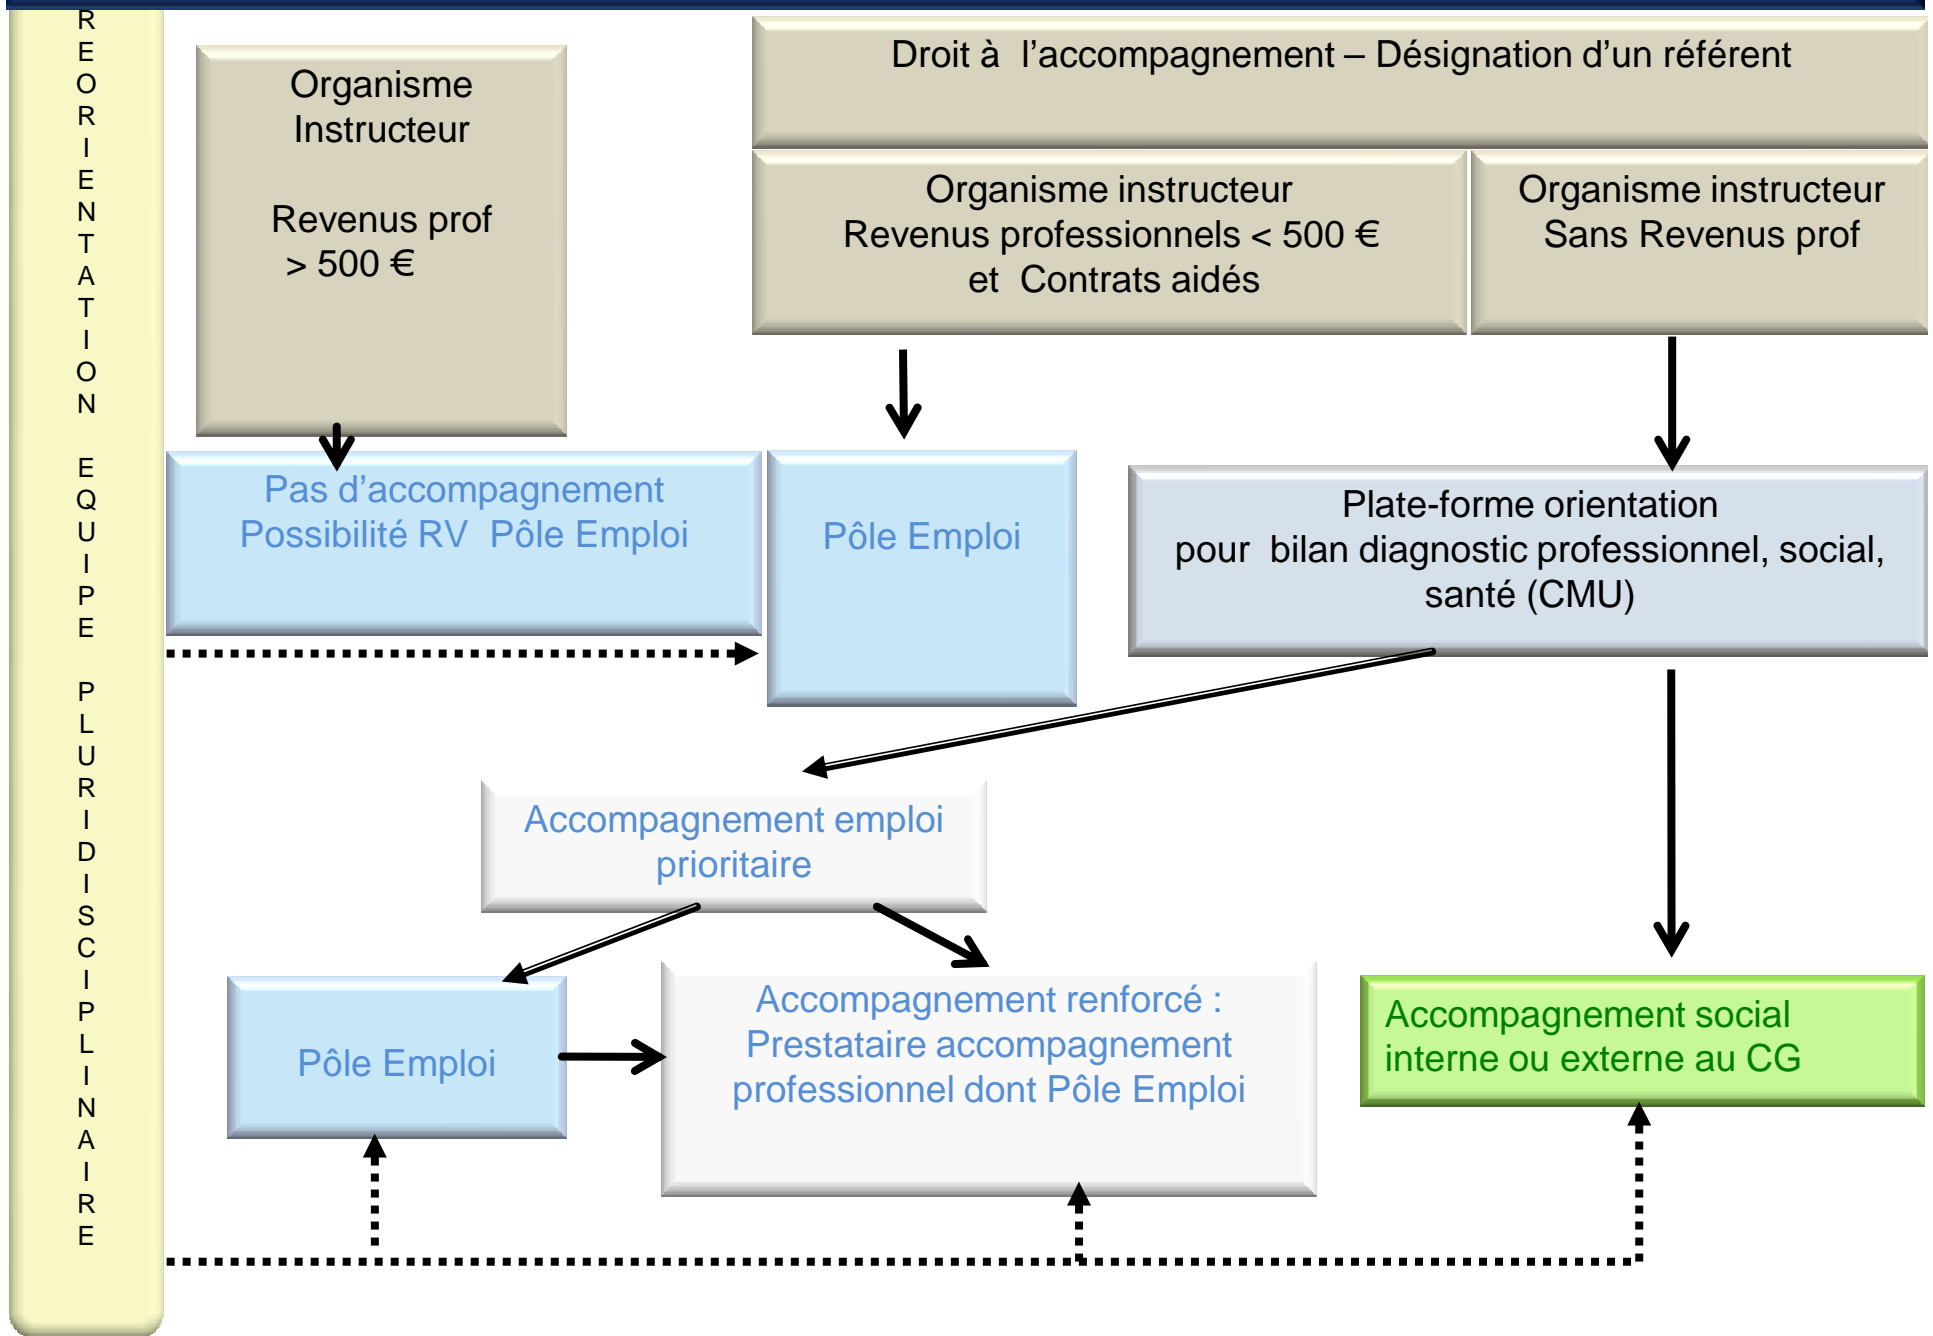 REORIENTATION EQUIPE PLURIDISCIPLINAIRE
Organisme
Instructeur
Revenus prof
> 500 €
Droit à l'accompagnement – Désignation d'un référent
Organisme instructeur
Revenus professionnels < 500 €
et Contrats aidés
Organisme instructeur
Sans Revenus prof
Pas d'accompagnement
Possibilité RV Pôle Emploi
Pôle Emploi
Plate-forme orientation
pour bilan diagnostic professionnel, social,
santé (CMU)
Accompagnement emploi
prioritaire
Pôle Emploi
Accompagnement renforcé :
Prestataire accompagnement
professionnel dont Pôle Emploi
Accompagnement social
interne ou externe au CG